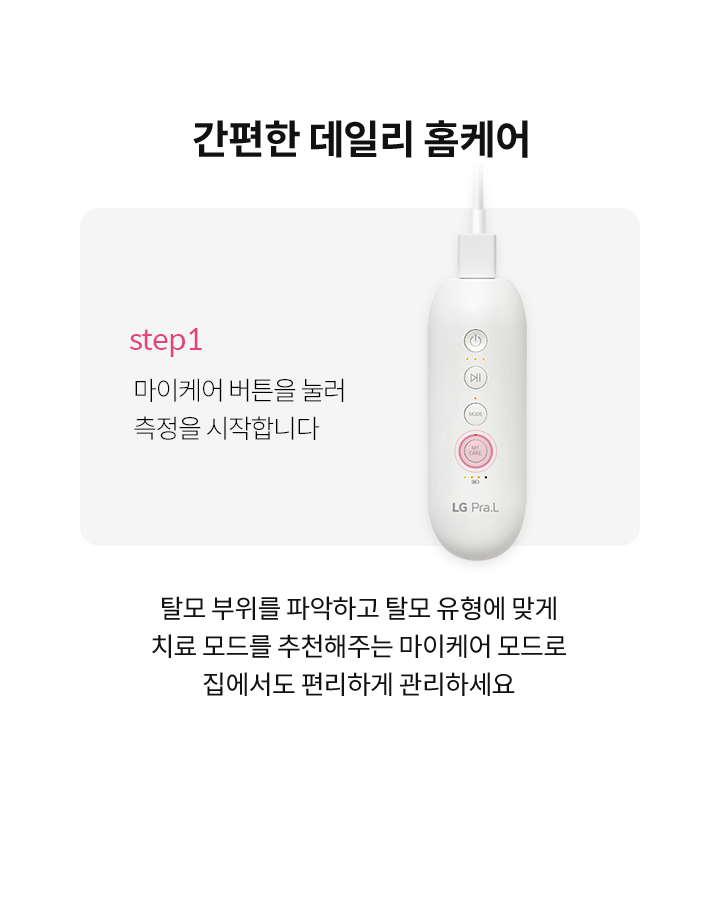 간편한 데일리 홈케어
step1
마이케어 버튼을 눌러
측정을 시작합니다
MODE
MY
CARE
LG Pra.L
탈모 부위를 파악하고 탈모 유형에 맞게
치료 모드를 추천해주는 마이케어 모드로
집에서도 편리하게 관리하세요